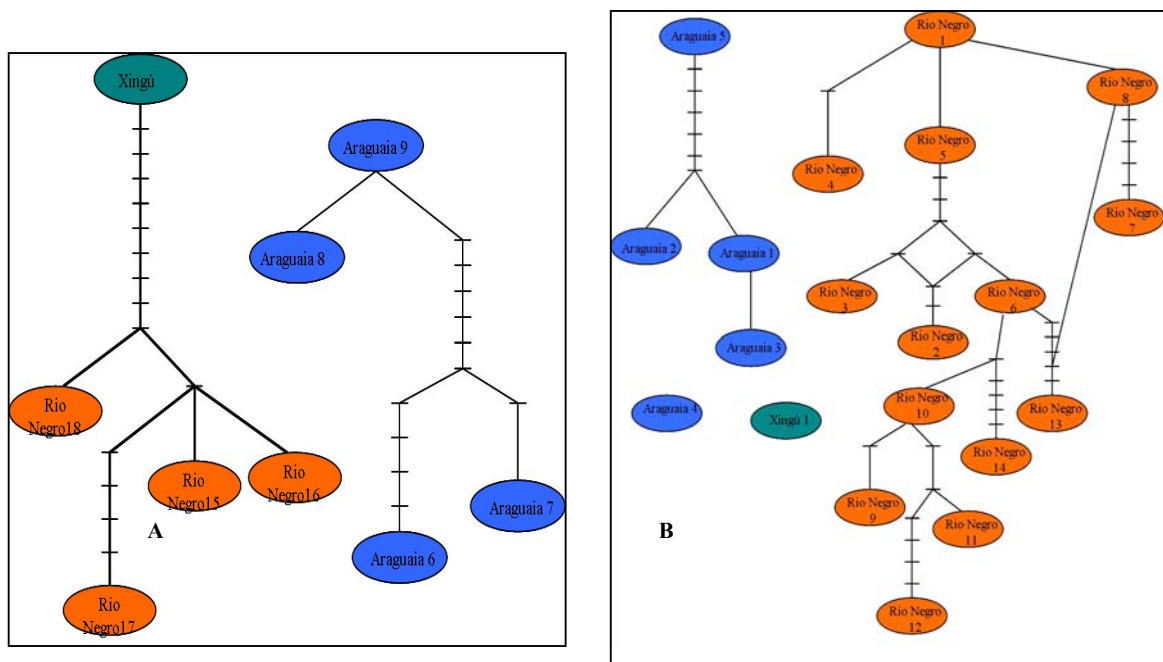 Xingú
Araguaia 9
Araguaia 8
Rio
Negro18
Rio
Negro15
Rio
Negro16
Araguaia 7
A
Araguaia 6
Rio
Negro17
Araguaia 5
Rio Negro
1
Rio Negro
8
Rio Negro
5
Rio Negro
4
Rio Negro
7
Araguaia 2
Araguaia 1
Rio Negro
3
Rio Negro
6
Rio Negro
2
Araguaia 3
Araguaia 4
Xingú 1
Rio Negro
10
Rio Negro
13
Rio Negro
14
Rio Negro
9
Rio Negro
11
B
Rio Negro
12